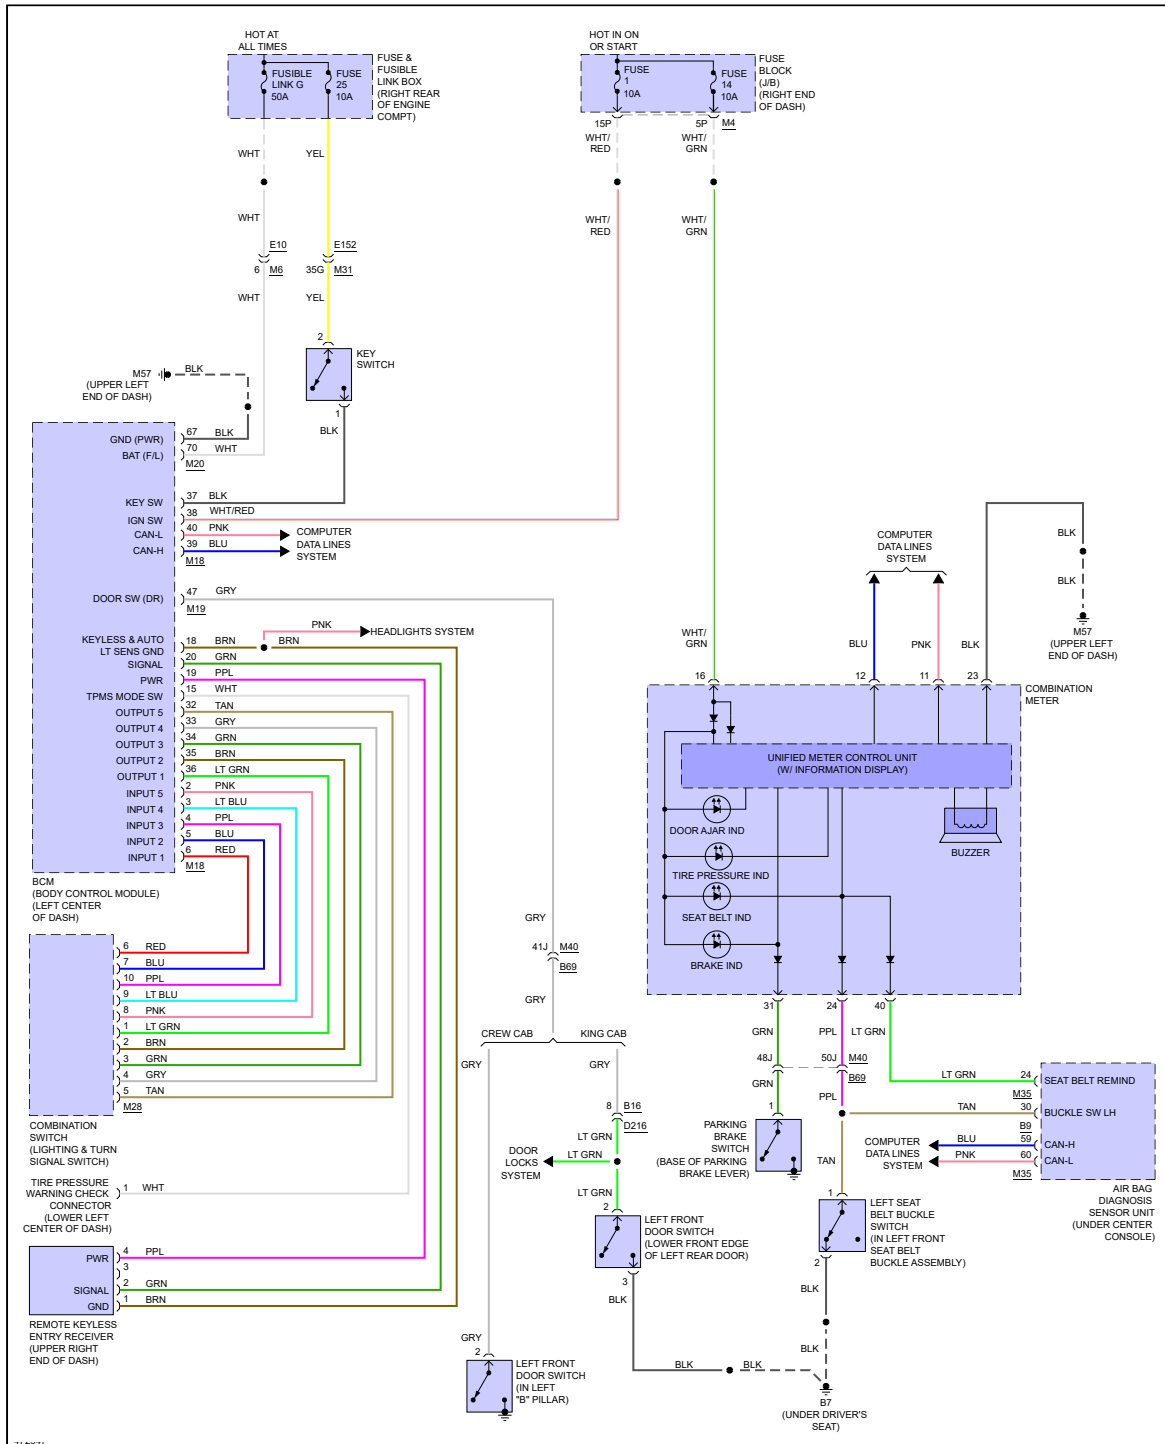 HOT AT
ALL TIMES
FUSIBLE
LINK G
50A
FUSE
25
10A
FUSE &
FUSIBLE
LINK BOX
(RIGHT REAR
OF ENGINE
COMPT)
HOT IN ON
OR START
FUSE
1
10A
FUSE
14
10A
FUSE
BLOCK
(J/B)
(RIGHT END
OF DASH)
15P
5P
M4
WHT
YEL
WHT/
RED
WHT/
GRN
WHT
WHT/
RED
WHT/
GRN
E10
E152
6
M6
35G
M31
WHT
YEL
2
KEY
SWITCH
1
BLK
M57
(UPPER LEFT
END OF DASH)
BLK
GND (PWR)
67
BLK
BAT (F/L)
70
WHT
M20
KEY SW
37
BLK
IGN SW
38
WHT/RED
CAN-L
40
PNK
CAN-H
39
BLU
M18
COMPUTER
DATA LINES
SYSTEM
DOOR SW (DR)
47
GRY
M19
KEYLESS & AUTO
LT SENS GND
18
BRN
BRN
PNK
HEADLIGHTS SYSTEM
SIGNAL
20
GRN
PWR
19
PPL
TPMS MODE SW
15
WHT
OUTPUT 5
32
TAN
OUTPUT 4
33
GRY
OUTPUT 3
34
GRN
OUTPUT 2
35
BRN
OUTPUT 1
36
LT GRN
INPUT 5
2
PNK
INPUT 4
3
LT BLU
INPUT 3
4
PPL
INPUT 2
5
BLU
INPUT 1
6
RED
M18
BCM
(BODY CONTROL MODULE)
(LEFT CENTER
OF DASH)
6
RED
7
BLU
10
PPL
9
LT BLU
8
PNK
1
LT GRN
2
BRN
3
GRN
4
GRY
5
TAN
M28
COMBINATION
SWITCH
(LIGHTING & TURN
SIGNAL SWITCH)
TIRE PRESSURE
WARNING CHECK
CONNECTOR
(LOWER LEFT
CENTER OF DASH)
1
WHT
PWR
4
PPL
3
SIGNAL
2
GRN
GND
1
BRN
REMOTE KEYLESS
ENTRY RECEIVER
(UPPER RIGHT
END OF DASH)
GRY
41J
M40
B69
GRY
CREW CAB
KING CAB
GRY
GRY
8
B16
D216
LT GRN
DOOR
LOCKS
SYSTEM
LT GRN
LT GRN
2
LEFT FRONT
DOOR SWITCH
(LOWER FRONT EDGE
OF LEFT REAR DOOR)
3
BLK
GRY
2
LEFT FRONT
DOOR SWITCH
(IN LEFT
"B" PILLAR)
BLK
BLK
B7
(UNDER DRIVER'S
SEAT)
WHT/
GRN
16
COMPUTER
DATA LINES
SYSTEM
BLU
PNK
BLK
12
11
23
BLK
BLK
M57
(UPPER LEFT
END OF DASH)
COMBINATION
METER
UNIFIED METER CONTROL UNIT
(W/ INFORMATION DISPLAY)
DOOR AJAR IND
TIRE PRESSURE IND
SEAT BELT IND
BRAKE IND
BUZZER
31
24
40
GRN
PPL
LT GRN
48J
50J
M40
B69
GRN
PPL
1
PARKING
BRAKE
SWITCH
(BASE OF PARKING
BRAKE LEVER)
TAN
1
LEFT SEAT
BELT BUCKLE
SWITCH
(IN LEFT FRONT
SEAT BELT
BUCKLE ASSEMBLY)
2
BLK
BLK
LT GRN
24
SEAT BELT REMIND
M35
TAN
30
BUCKLE SW LH
B9
COMPUTER
DATA LINES
SYSTEM
BLU
59
CAN-H
PNK
60
CAN-L
M35
AIR BAG
DIAGNOSIS
SENSOR UNIT
(UNDER CENTER
CONSOLE)